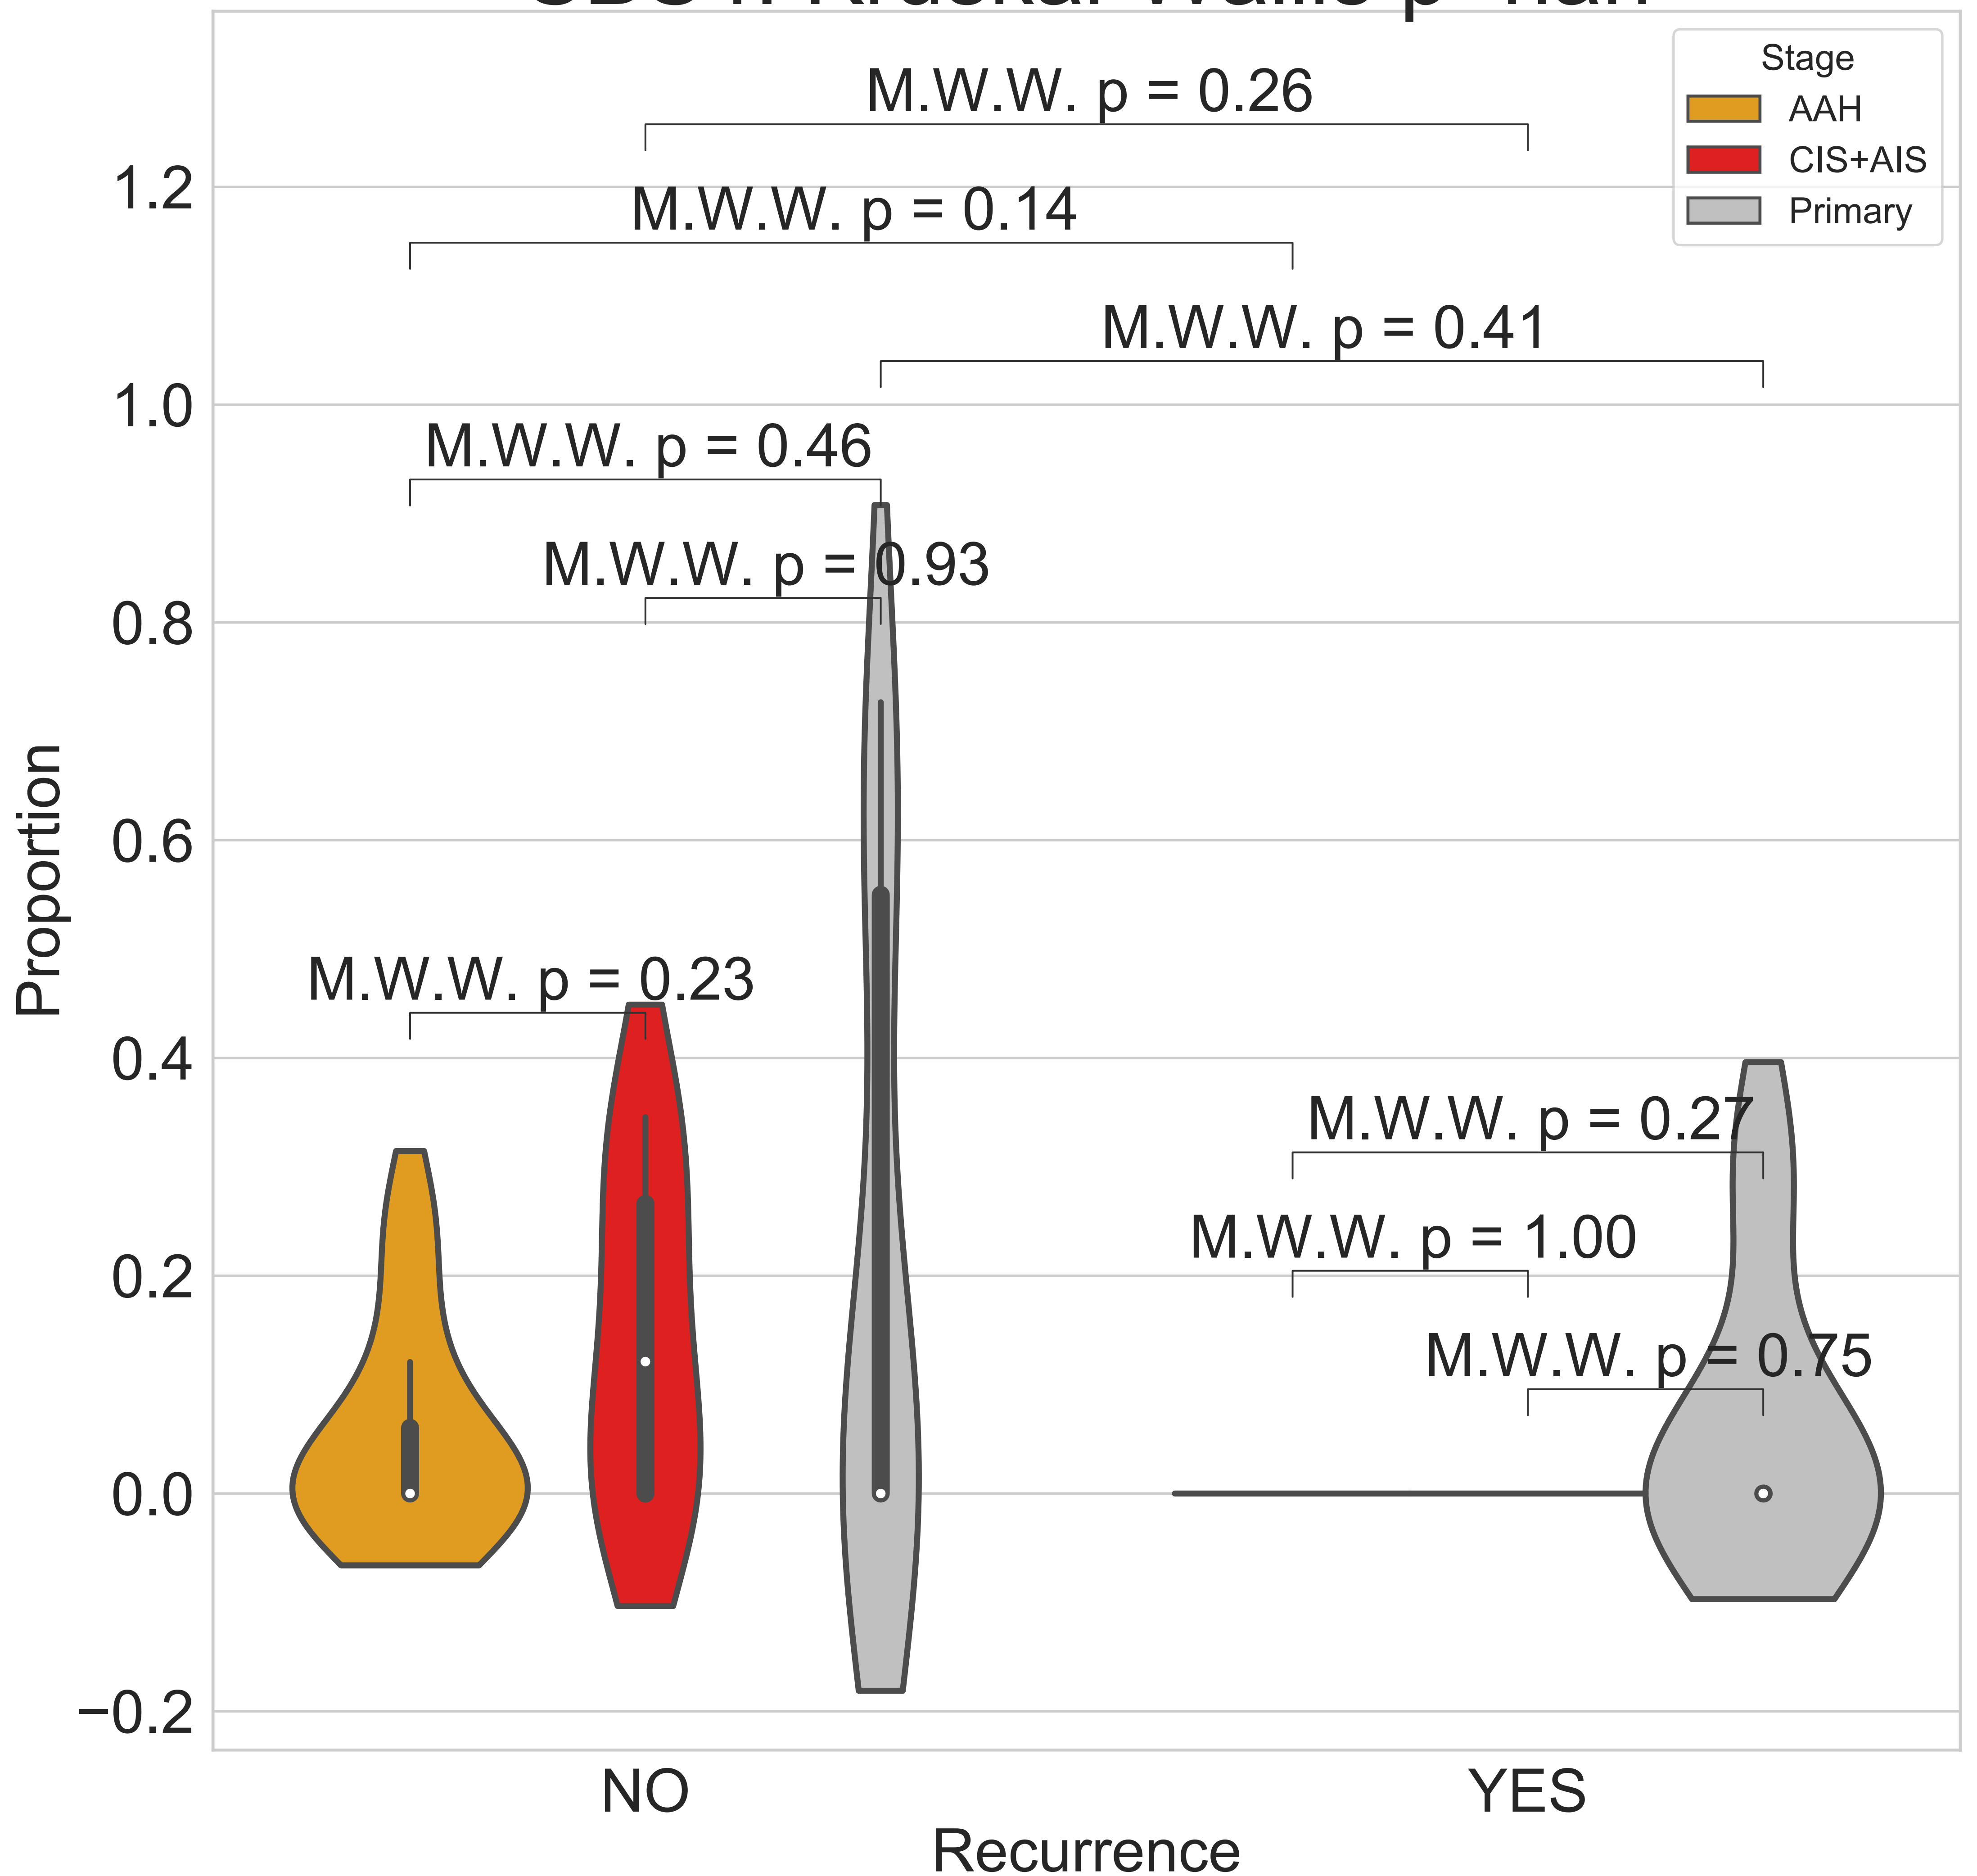 Stage
AAH
CIS+AIS
Primary
M.W.W. p = 0.26
1.2
M.W.W. p = 0.14
M.W.W. p = 0.41
1.0
M.W.W. p = 0.46
M.W.W. p = 0.93
0.8
Proportion
0.6
M.W.W. p = 0.23
0.4
M.W.W. p = 0.27
M.W.W. p = 1.00
0.2
M.W.W. p = 0.75
0.0
−0.2
NO
YES
Recurrence